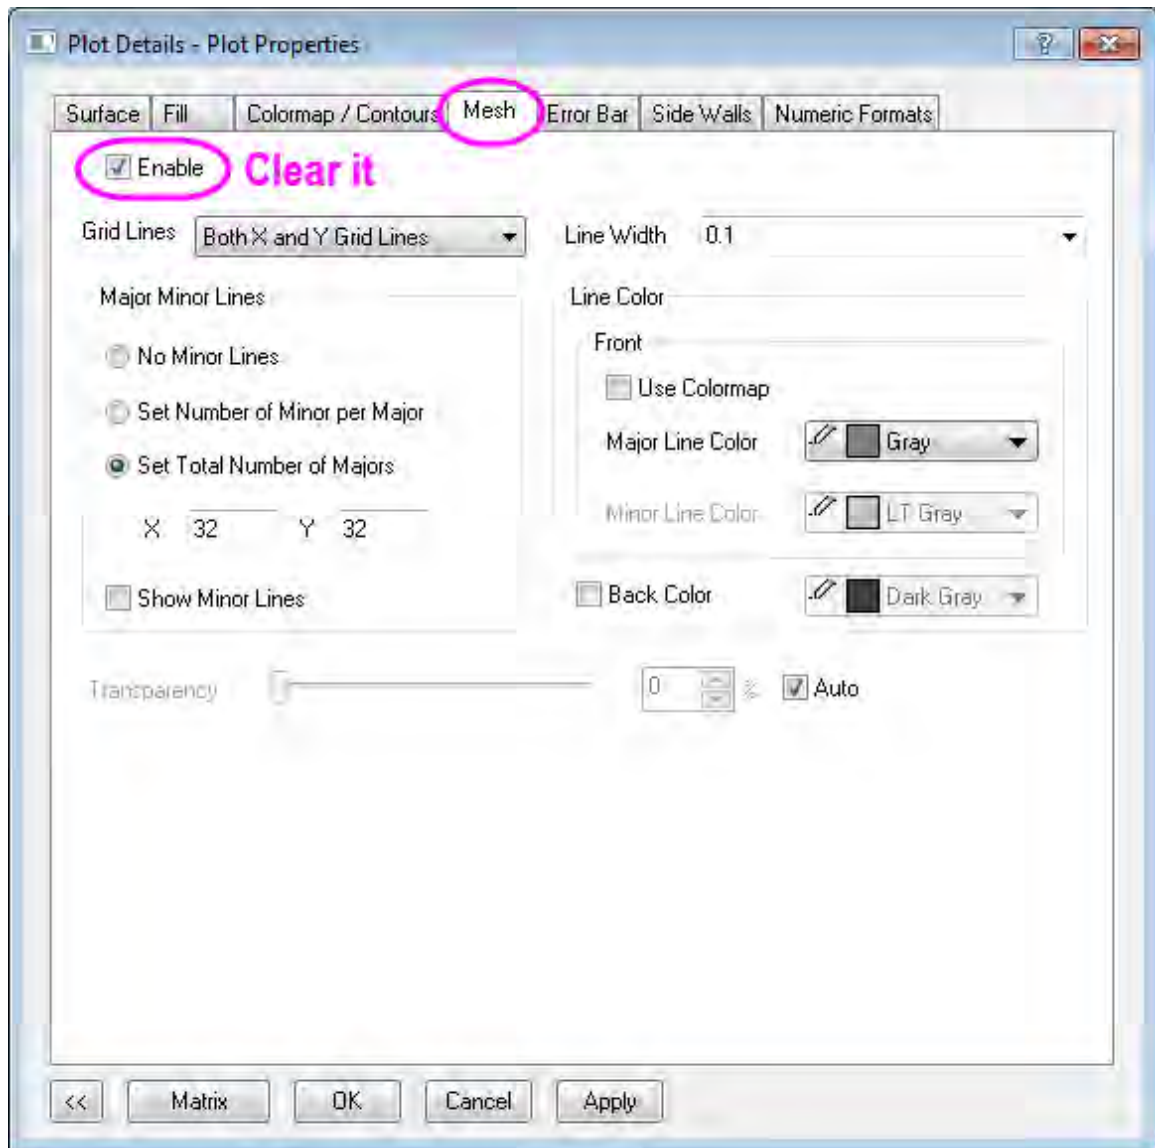 Plot Details - Plot Properties
Surface Fill Colormap / Contours Mesh Error Bar Side Walls Numeric Formats
Enable Clear it
Grid Lines Both X and Y Grid Lines Line Width 0.1
Major Minor Lines Line Color
Front
No Minor Lines
Use Colormap
Set Number of Minor per Major
Major Line Color Gray
Set Total Number of Majors
Minor Line Color LT Gray
X 32 Y 32
Show Minor Lines Back Color Dark Gray
Transparency 0 % Auto
<< Matrix OK Cancel Apply